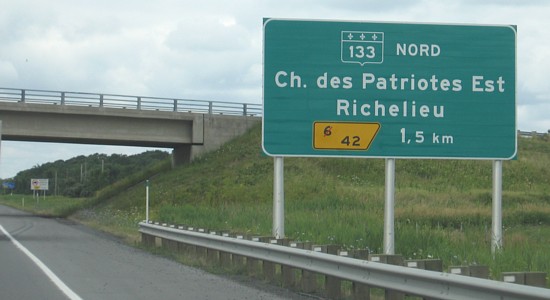 133 NORD
Ch. des Patriotes Est
Richelieu
6 42 1,5 km